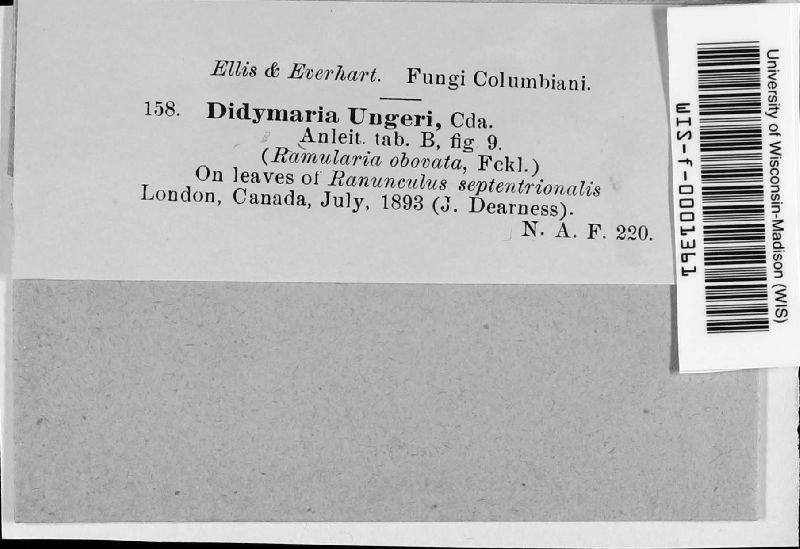 Ellis & Everhart. Fungi Columbiani.
158. Didymaria Ungeri, Cda.
Anleit. tab. B, fig 9.
(Ramularia obovata, Fckl.)
On leaves of Ranunculus septentrionalis
London, Canada, July, 1893 (J. Dearness).
N. A. F. 220.
University of Wisconsin-Madison (WIS)
WIS-f-0001391